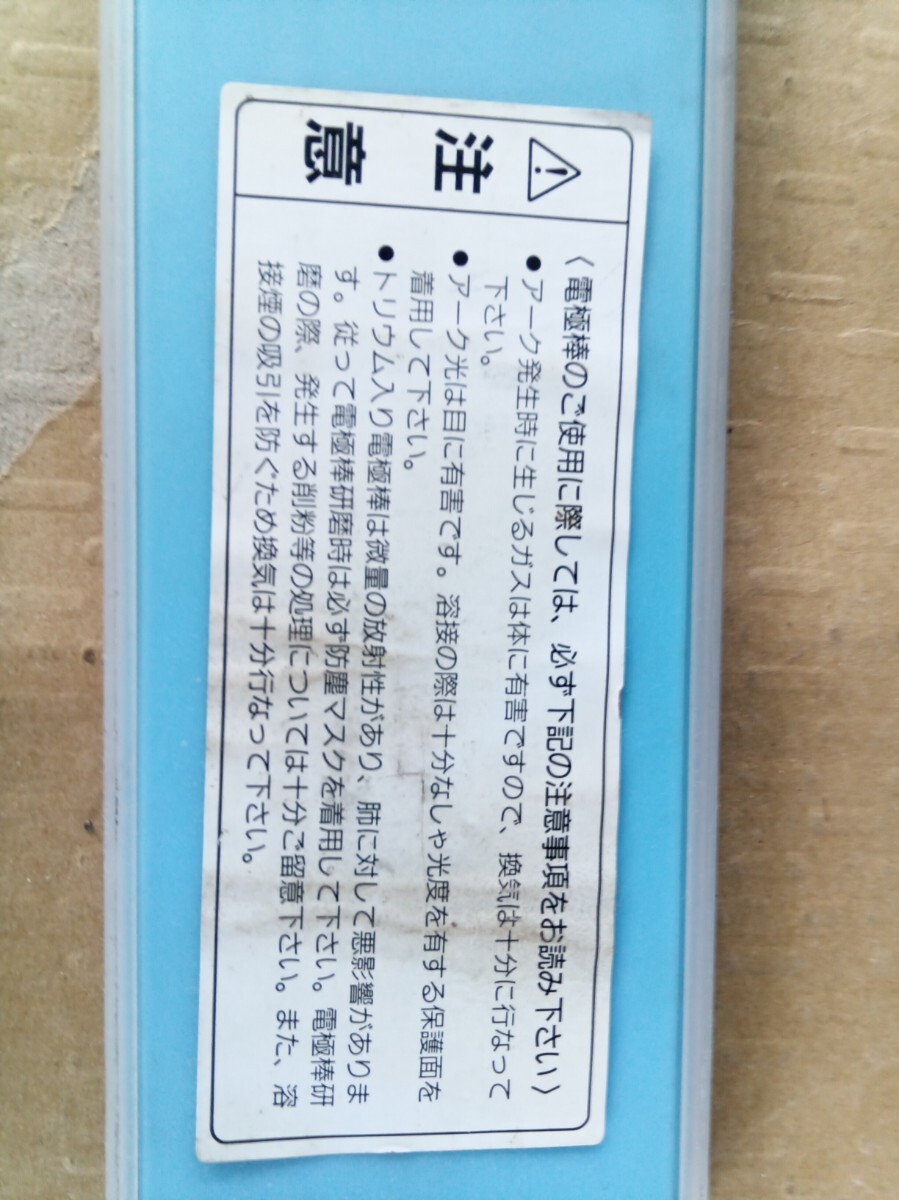 ⚠注意
〈電極棒のご使用に際しては、必ず下記の注意事項をお読み下さい〉
●アーク発生時に生じるガスは体に有害ですので、換気は十分に行なって
下さい。
●アーク光は目に有害です。溶接の際は十分なしゃ光度を有する保護面を
着用して下さい。
●トリウム入り電極棒は微量の放射性があり、肺に対して悪影響がありま
す。従って電極棒研磨時は必ず防塵マスクを着用して下さい。電極棒研
磨の際、発生する削粉等の処理については十分ご留意下さい。また、溶
接煙の吸引を防ぐため換気は十分行なって下さい。